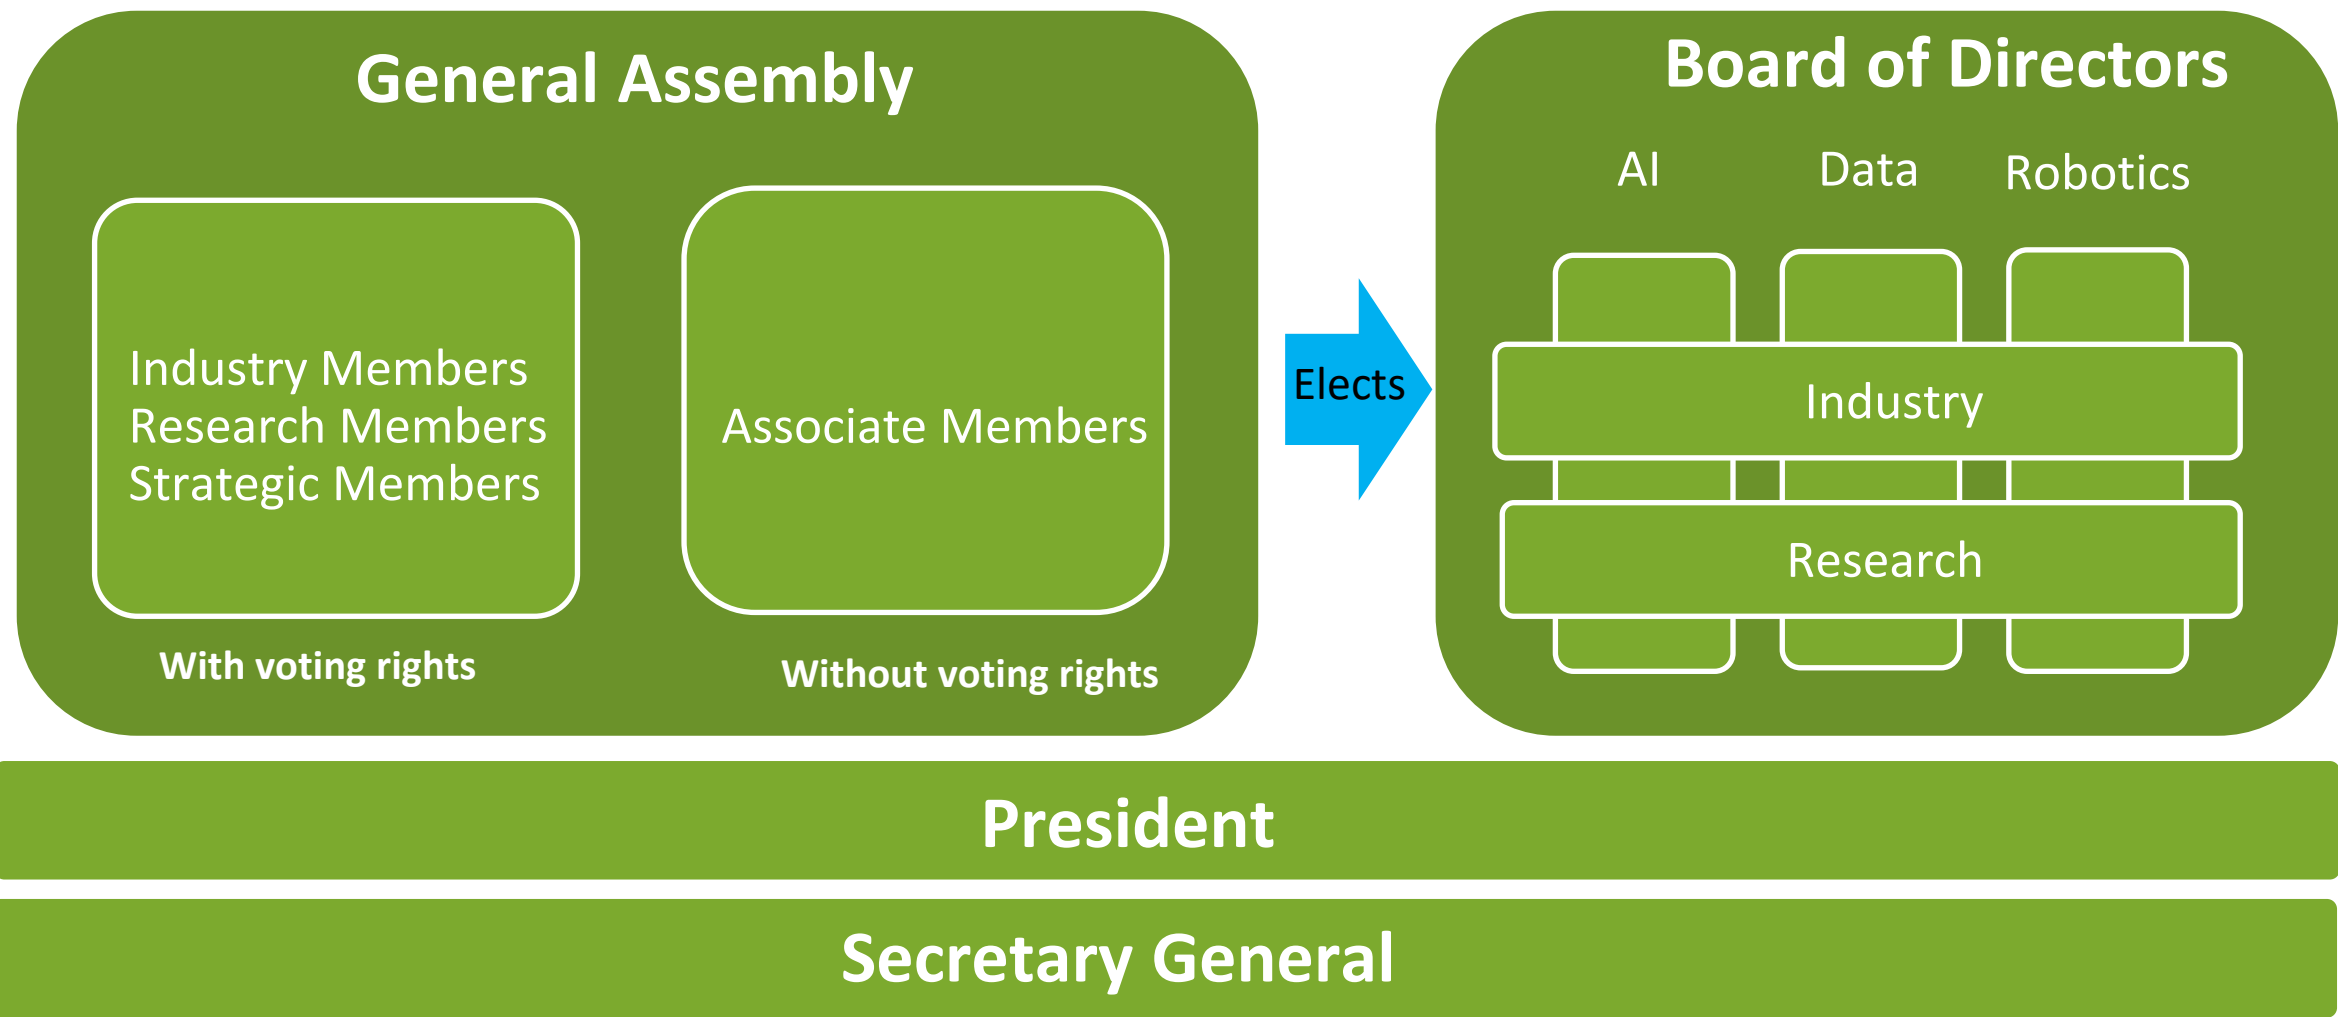 General Assembly
Industry Members
Research Members
Strategic Members
With voting rights
Associate Members
Without voting rights
Elects
Board of Directors
AI
Data
Robotics
Industry
Research
President
Secretary General